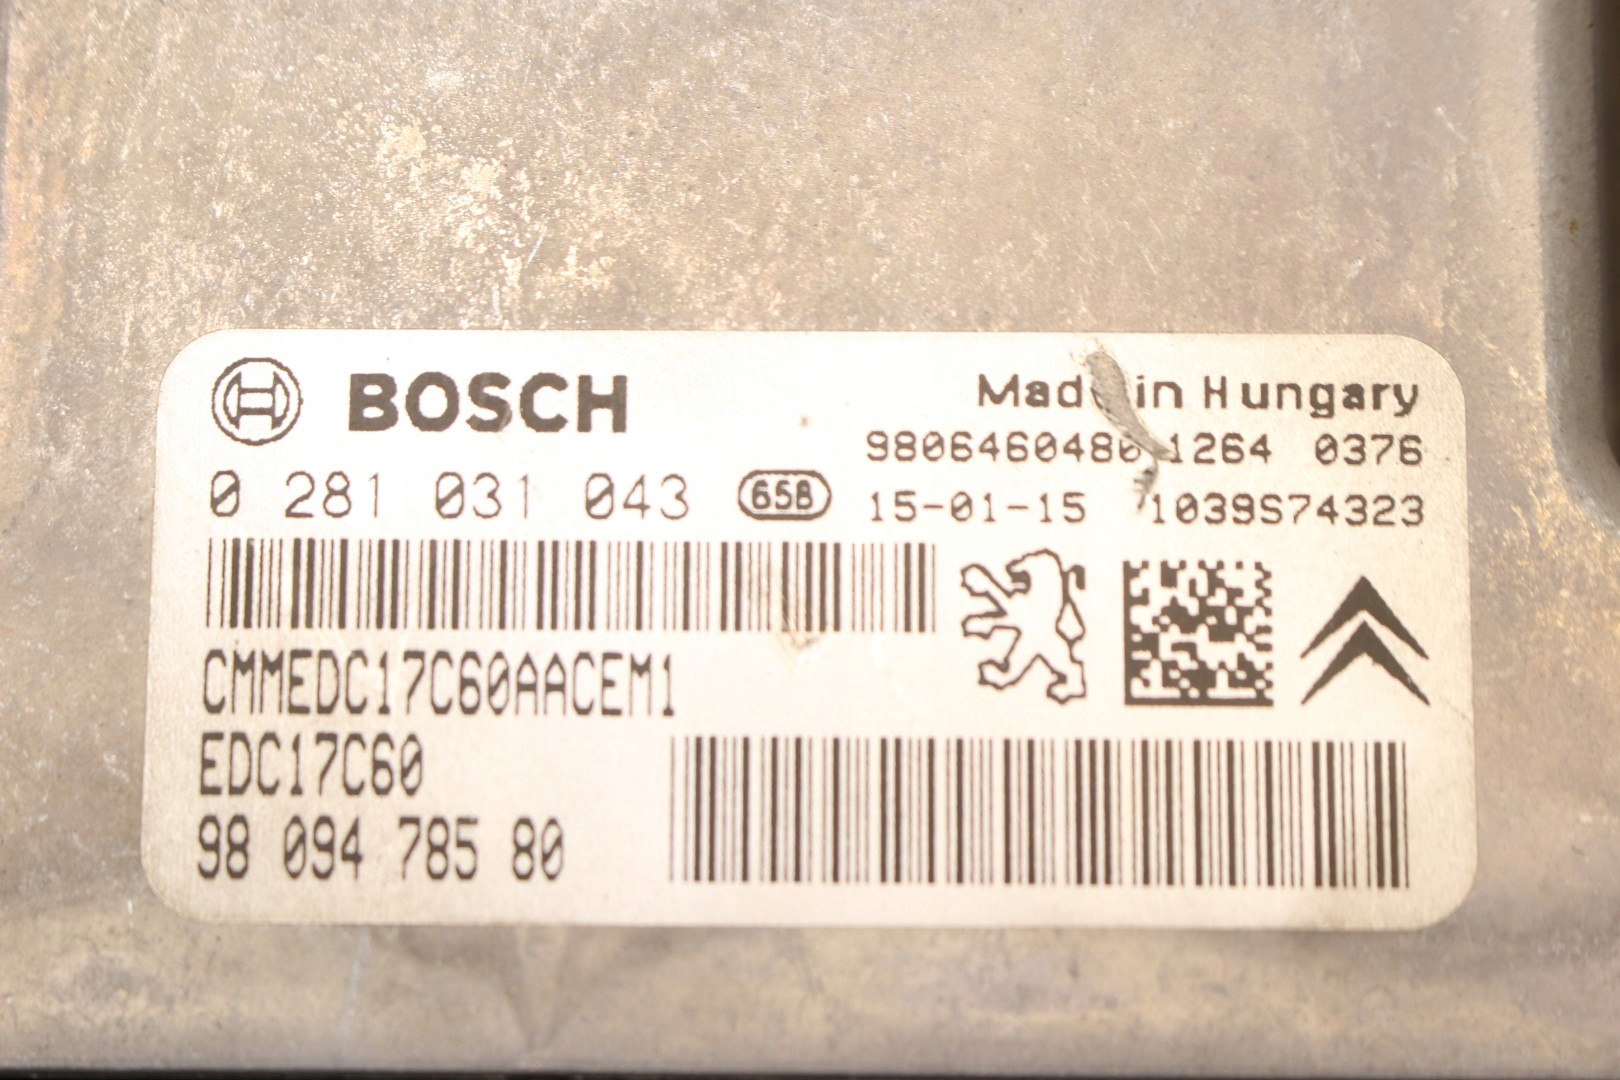 BOSCH
Made in Hungary
9806460480 1264 0376
0 281 031 043 65B 15-01-15 1039S74323
CMMEDC17C60AACEM1
EDC17C60
98 094 785 80